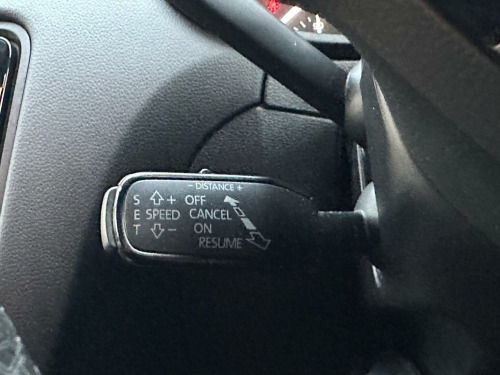 - DISTANCE +
S ⇧+ OFF
E SPEED CANCEL
T ⇩- ON
RESUME